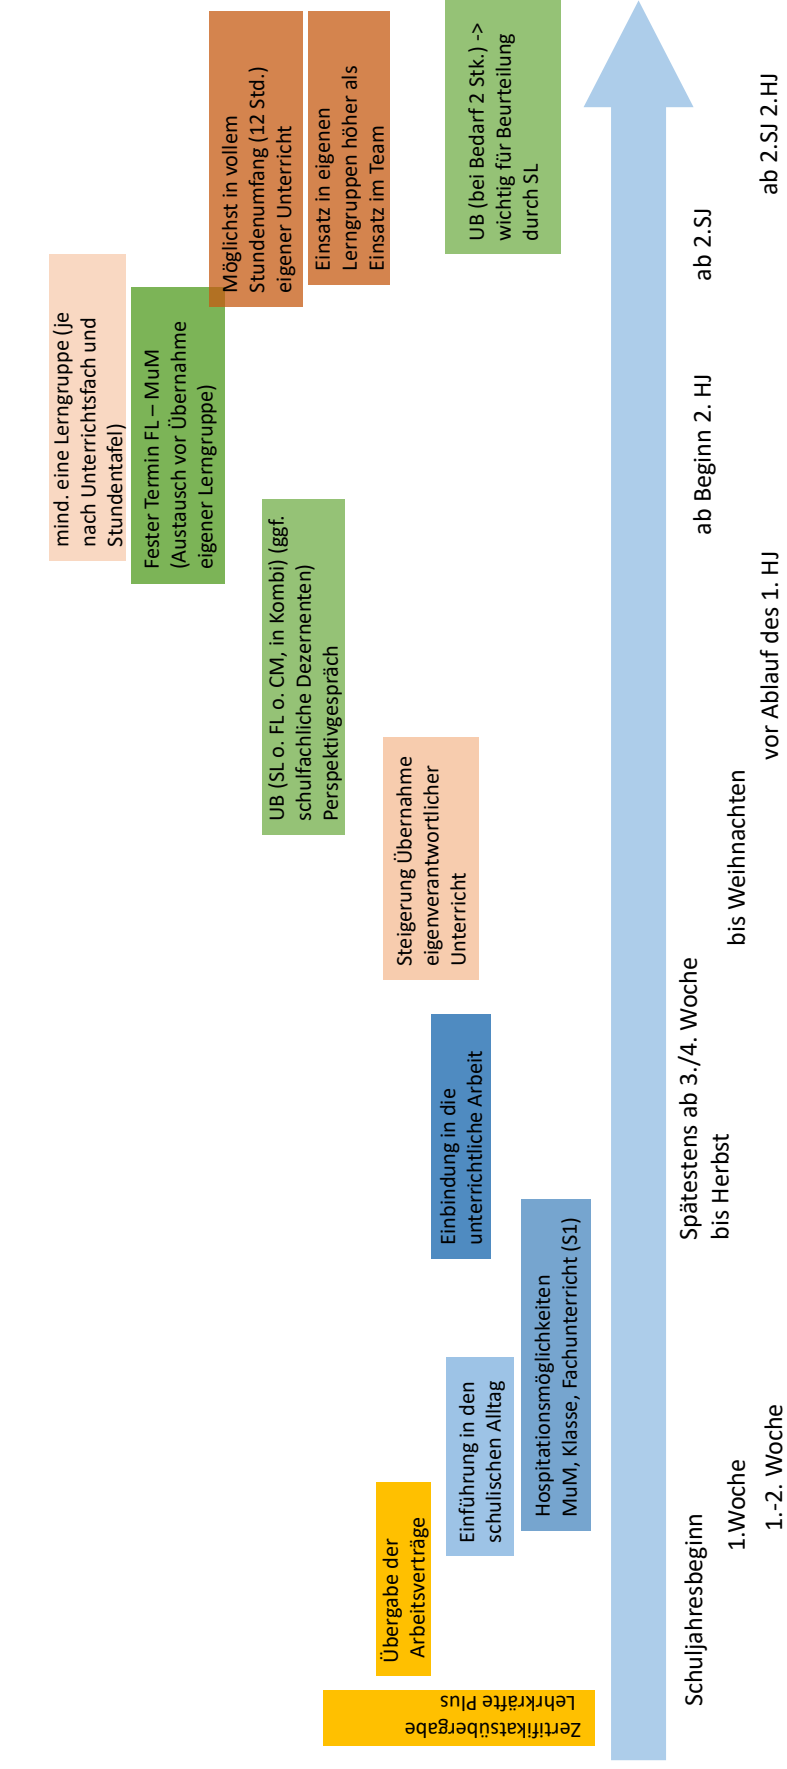 Zertifikatsübergabe
Lehrkräfte Plus
Übergabe der
Arbeitsverträge
Einführung in den
schulischen Alltag
Hospitationsmöglichkeiten
MuM, Klasse, Fachunterricht (S1)
Einbindung in die
unterrichtliche Arbeit
Steigerung Übernahme
eigenverantwortlicher
Unterricht
UB (SL o. FL o. CM, in Kombi) (ggf.
schulfachliche Dezernenten)
Perspektivgespräch
mind. eine Lerngruppe (je
nach Unterrichtsfach und
Stundentafel)
Fester Termin FL – MuM
(Austausch vor Übernahme
eigener Lerngruppe)
Möglichst in vollem
Stundenumfang (12 Std.)
eigener Unterricht
Einsatz in eigenen
Lerngruppen höher als
Einsatz im Team
UB (bei Bedarf 2 Stk.) ->
wichtig für Beurteilung
durch SL
Schuljahresbeginn
1.Woche
1.-2. Woche
Spätestens ab 3./4. Woche
bis Herbst
bis Weihnachten
vor Ablauf des 1. HJ
ab Beginn 2. HJ
ab 2.SJ
ab 2.SJ 2.HJ